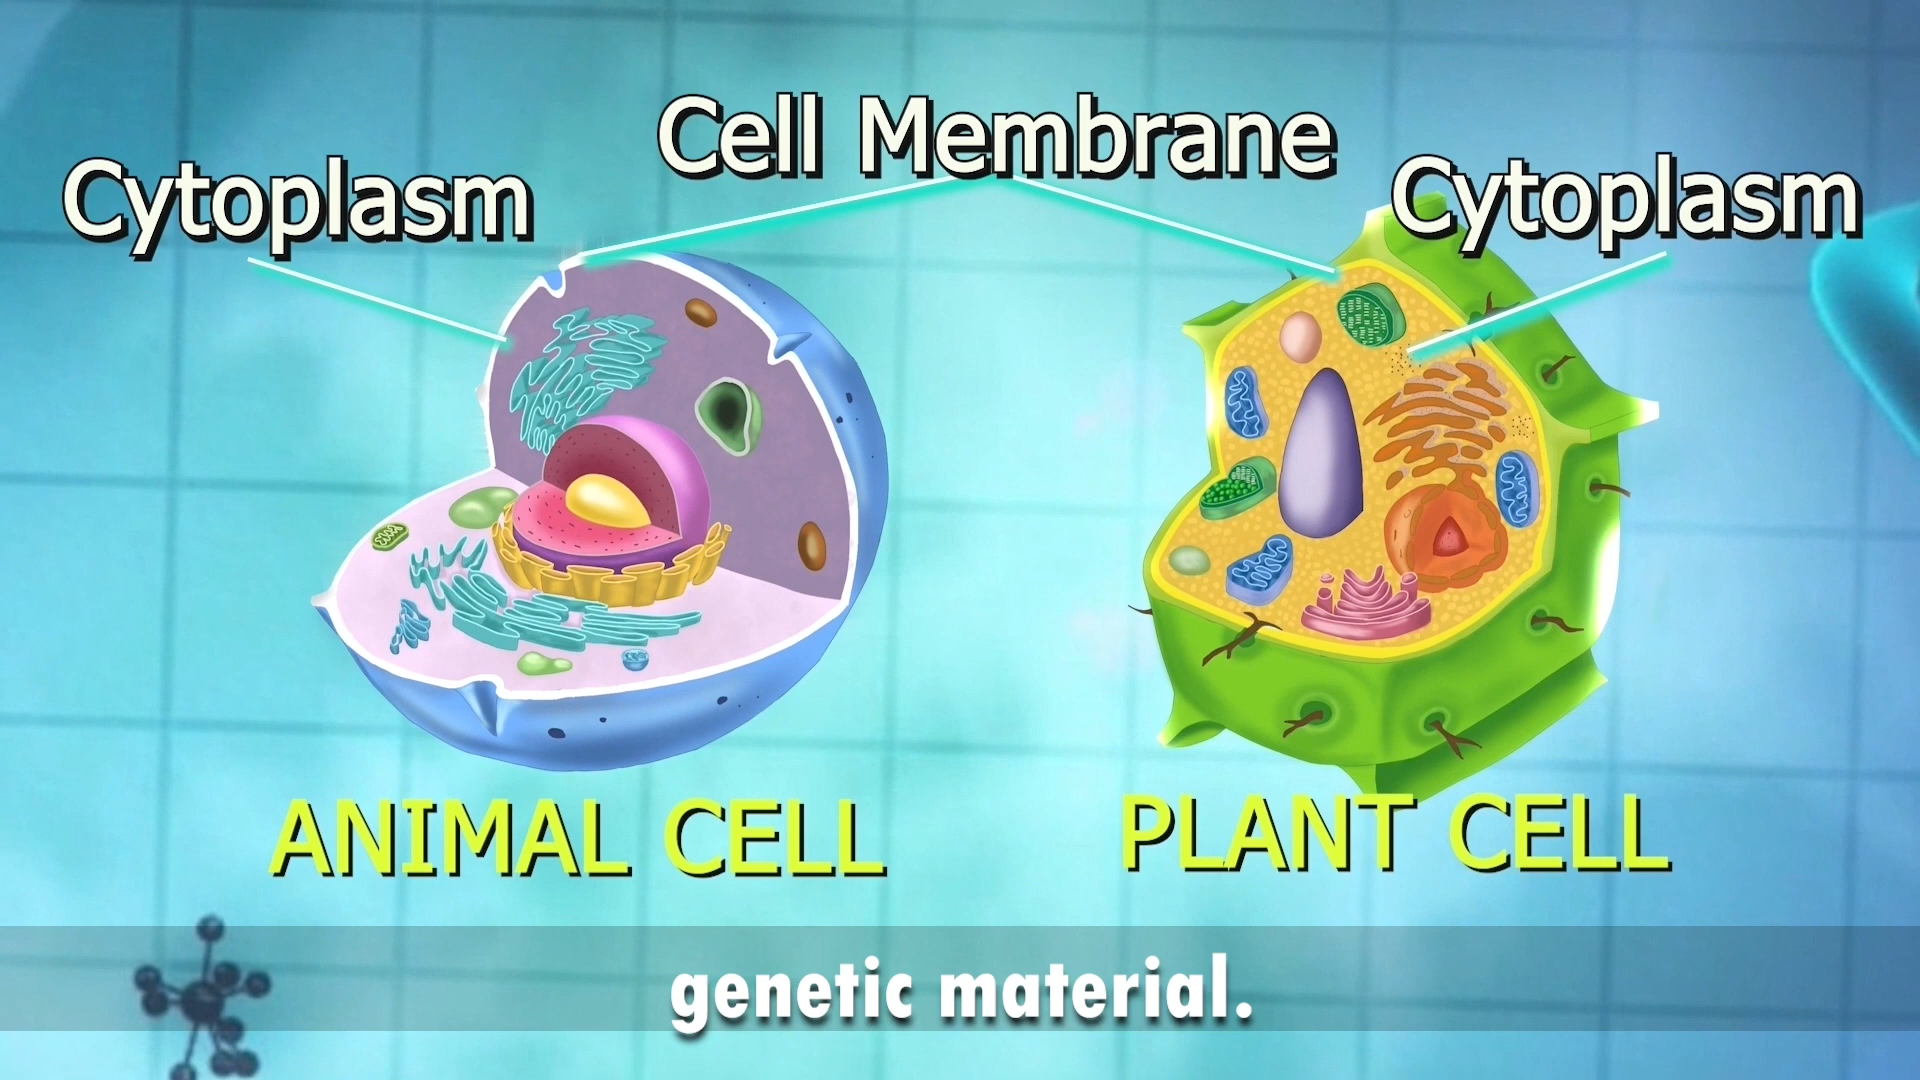 Cell Membrane
Cytoplasm
Cytoplasm
ANIMAL CELL
PLANT CELL
genetic material.